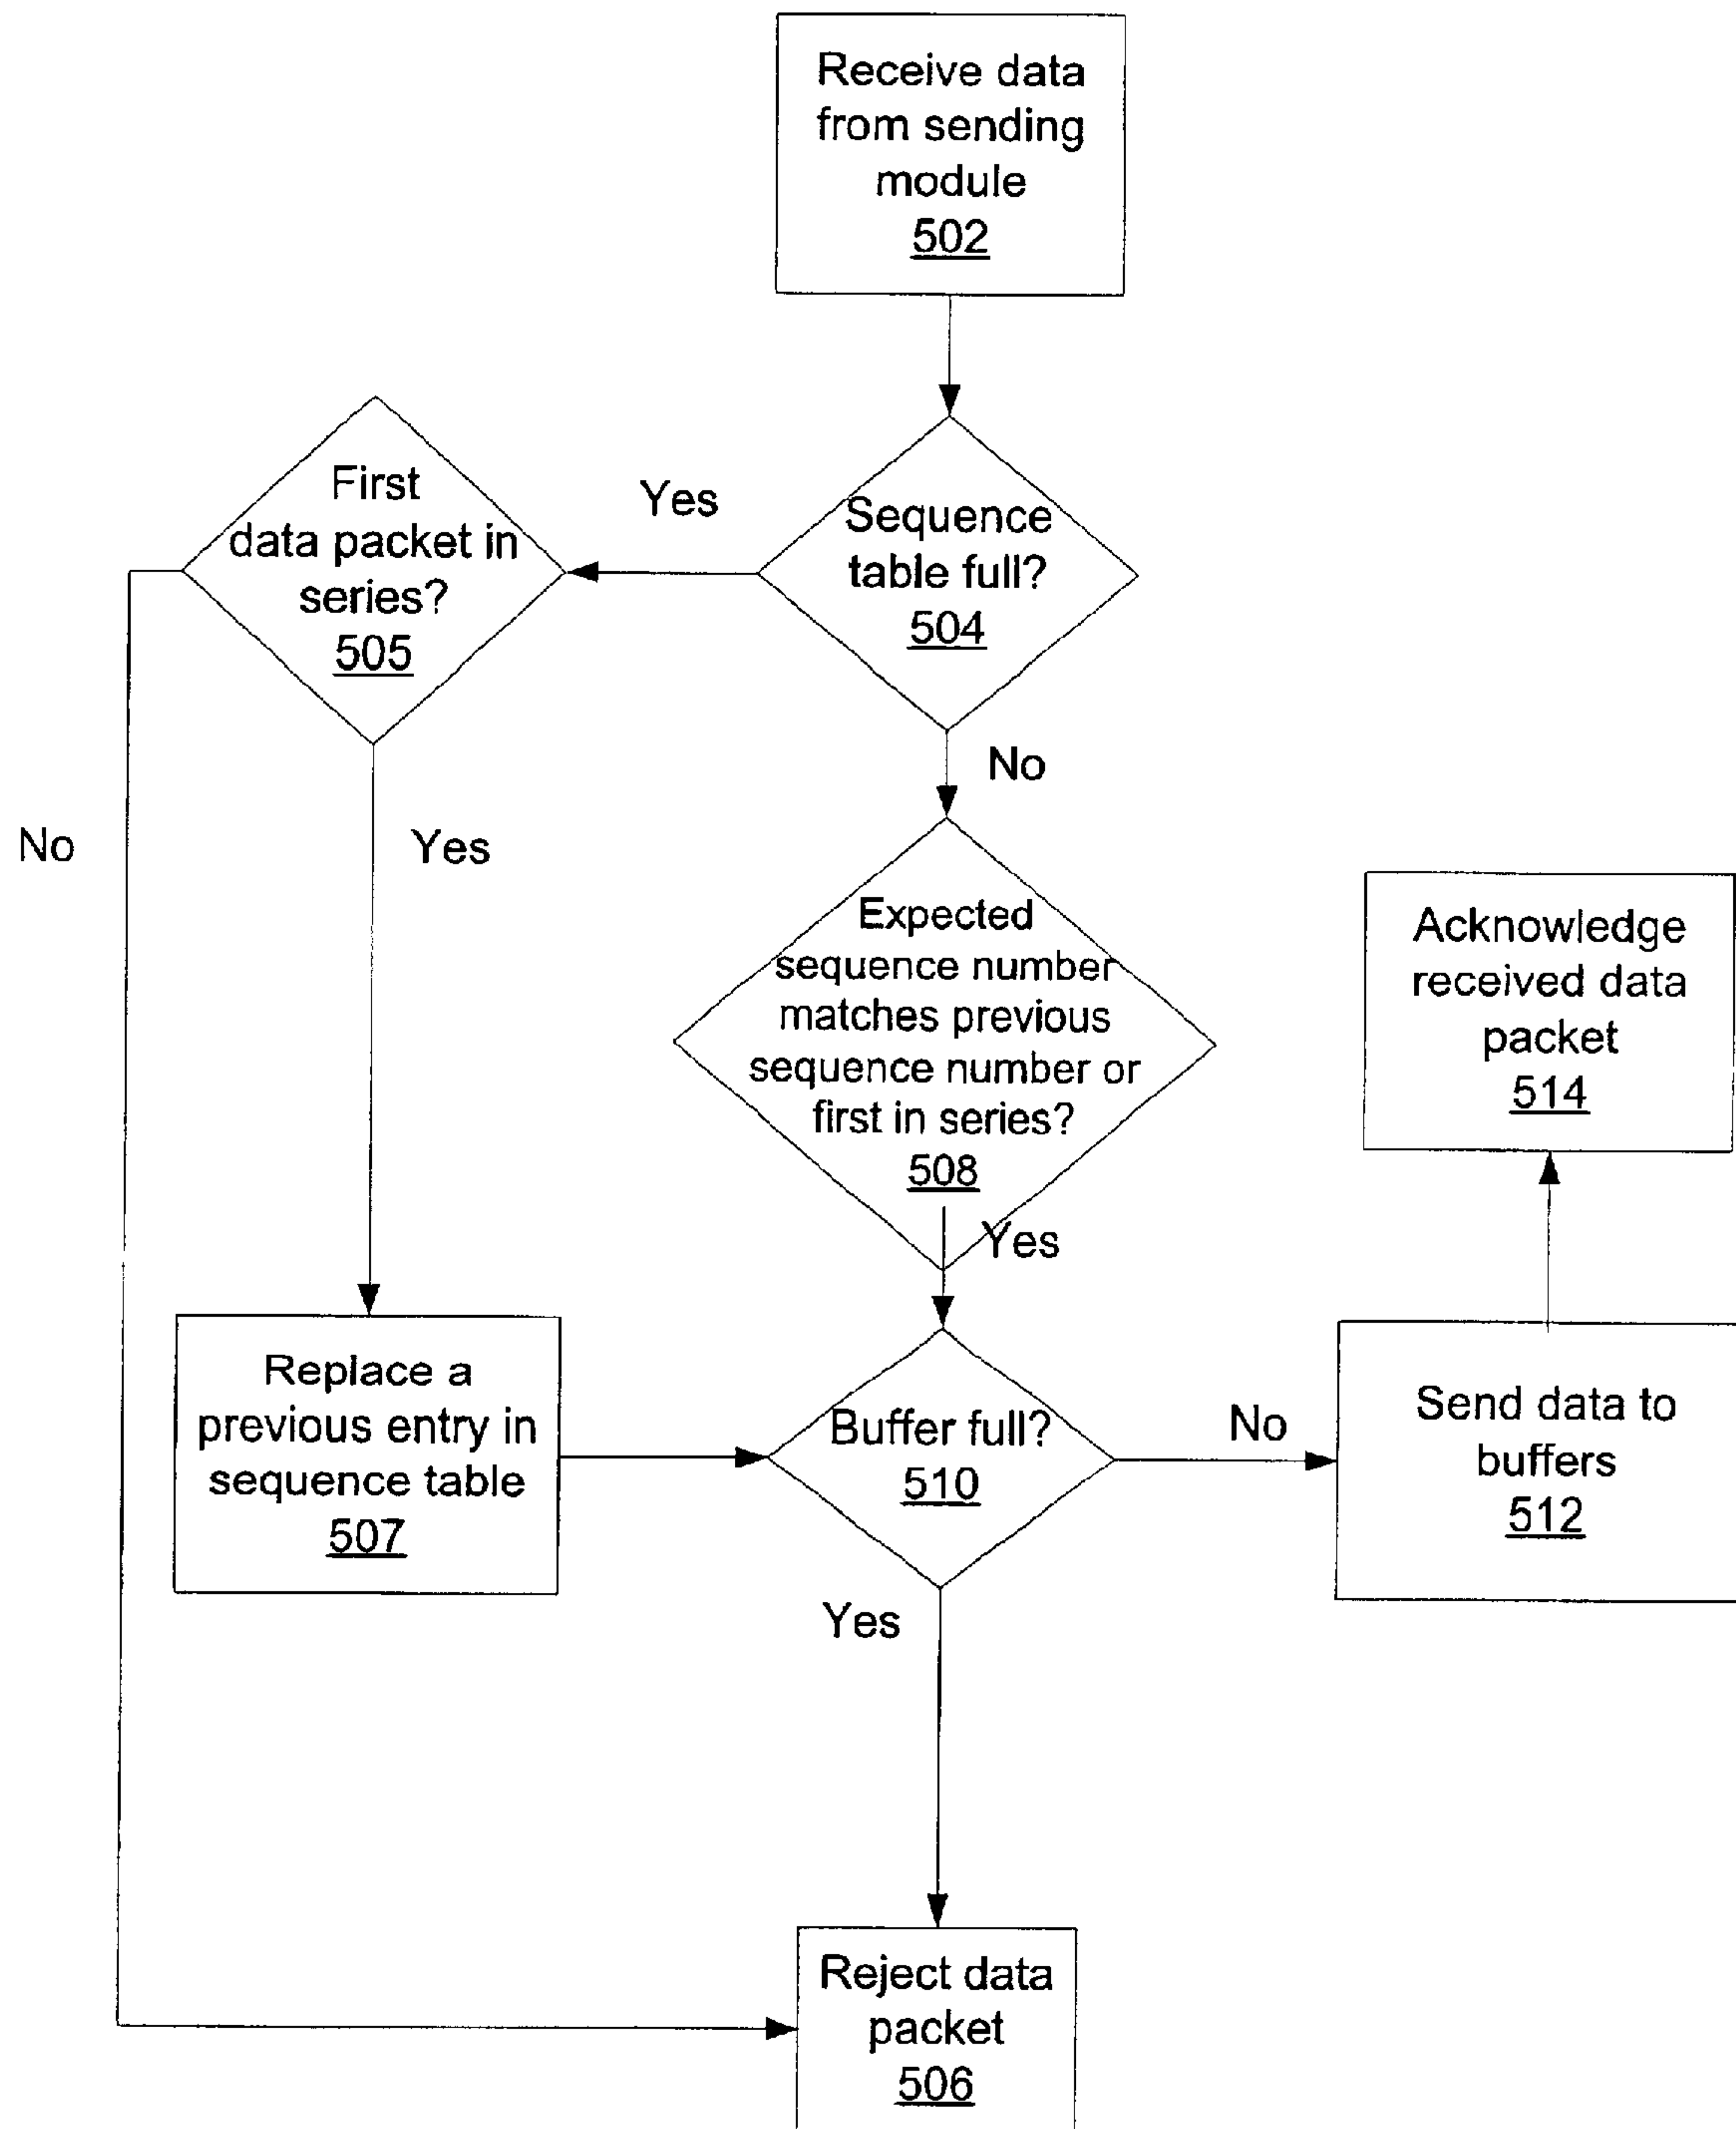 Receive data
from sending
module
502
First
data packet in
series?
505
Yes
Sequence
table full?
504
No
No
Yes
Expected
sequence number
matches previous
sequence number or
first in series?
508
Yes
Acknowledge
received data
packet
514
Replace a
previous entry in
sequence table
507
Buffer full?
510
No
Send data to
buffers
512
Yes
Reject data
packet
506